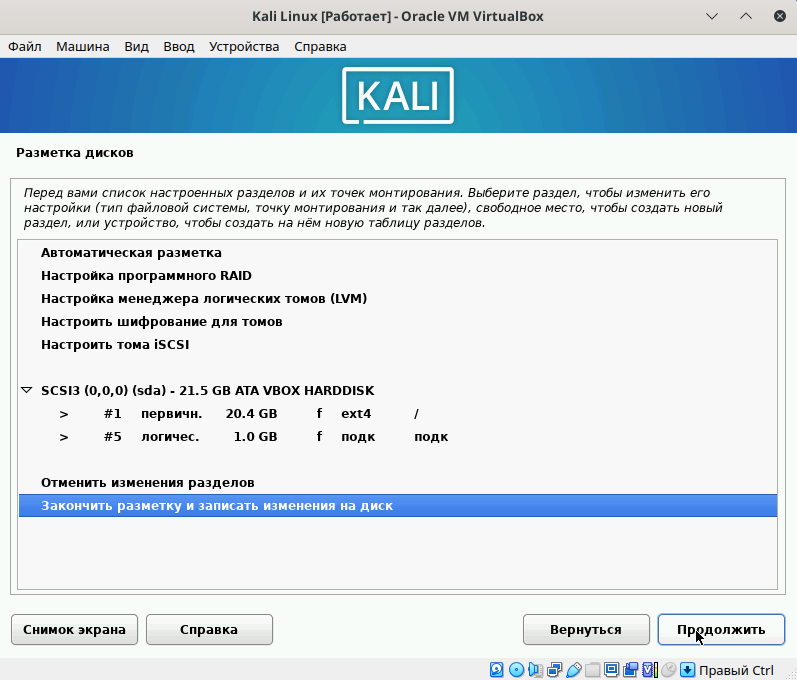 Kali Linux [Работает] - Oracle VM VirtualBox
Файл Машина Вид Ввод Устройства Справка
KALI
Разметка дисков
Перед вами список настроенных разделов и их точек монтирования. Выберите раздел, чтобы изменить его
настройки (тип файловой системы, точку монтирования и так далее), свободное место, чтобы создать новый
раздел, или устройство, чтобы создать на нём новую таблицу разделов.
Автоматическая разметка
Настройка программного RAID
Настройка менеджера логических томов (LVM)
Настроить шифрование для томов
Настроить тома iSCSI
SCSI3 (0,0,0) (sda) - 21.5 GB ATA VBOX HARDDISK
> #1 первичн. 20.4 GB f ext4 /
> #5 логичес. 1.0 GB f подк подк
Отменить изменения разделов
Закончить разметку и записать изменения на диск
Снимок экрана Справка Вернуться Продолжить
Правый Ctrl